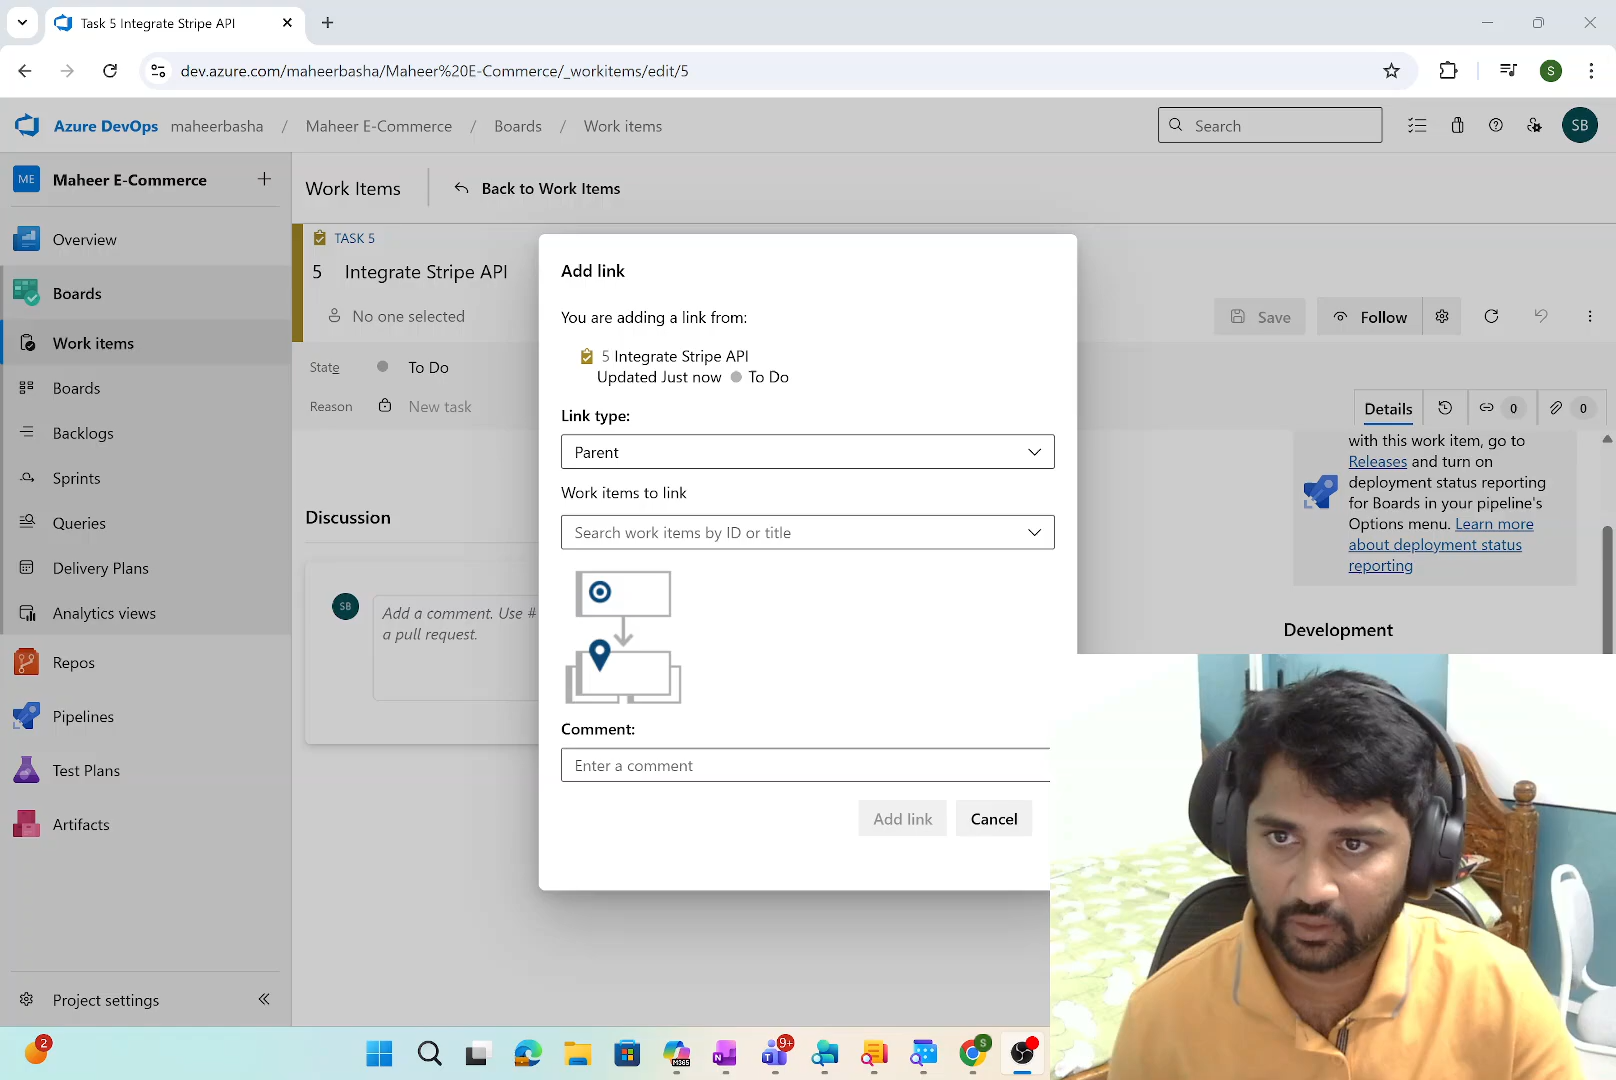 Task 5 Integrate Stripe API
dev.azure.com/maheerbasha/Maheer%20E-Commerce/_workitems/edit/5
S
Azure DevOps maheerbasha / Maheer E-Commerce / Boards / Work items
Search
SB
ME Maheer E-Commerce
Work Items
Back to Work Items
Overview
Boards
Work items
Boards
Backlogs
Sprints
Queries
Delivery Plans
Analytics views
Repos
Pipelines
Test Plans
Artifacts
Project settings
TASK 5
5 Integrate Stripe API
No one selected
Save
Follow
State To Do
Reason New task
Details 0 0
Discussion
SB
Add a comment. Use #
a pull request.
Add link
You are adding a link from:
5 Integrate Stripe API
Updated Just now To Do
Link type:
Parent
Work items to link
Search work items by ID or title
Comment:
Enter a comment
Add link Cancel
with this work item, go to
Releases and turn on
deployment status reporting
for Boards in your pipeline's
Options menu. Learn more
about deployment status
reporting
Development
2
M365
N
T
9+
S